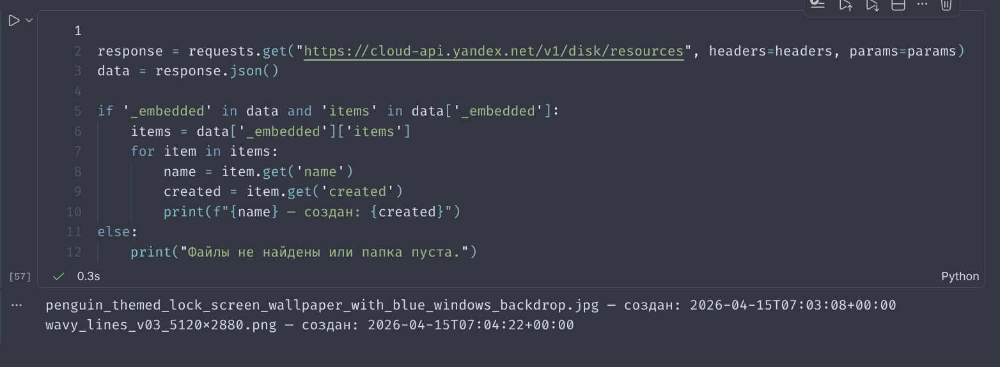 1
2 response = requests.get("https://cloud-api.yandex.net/v1/disk/resources", headers=headers, params=params)
3 data = response.json()
4
5 if '_embedded' in data and 'items' in data['_embedded']:
6     items = data['_embedded']['items']
7     for item in items:
8         name = item.get('name')
9         created = item.get('created')
10         print(f"{name} — создан: {created}")
11 else:
12     print("Файлы не найдены или папка пуста.")
[57] 0.3s Python
penguin_themed_lock_screen_wallpaper_with_blue_windows_backdrop.jpg — создан: 2026-04-15T07:03:08+00:00
wavy_lines_v03_5120×2880.png — создан: 2026-04-15T07:04:22+00:00